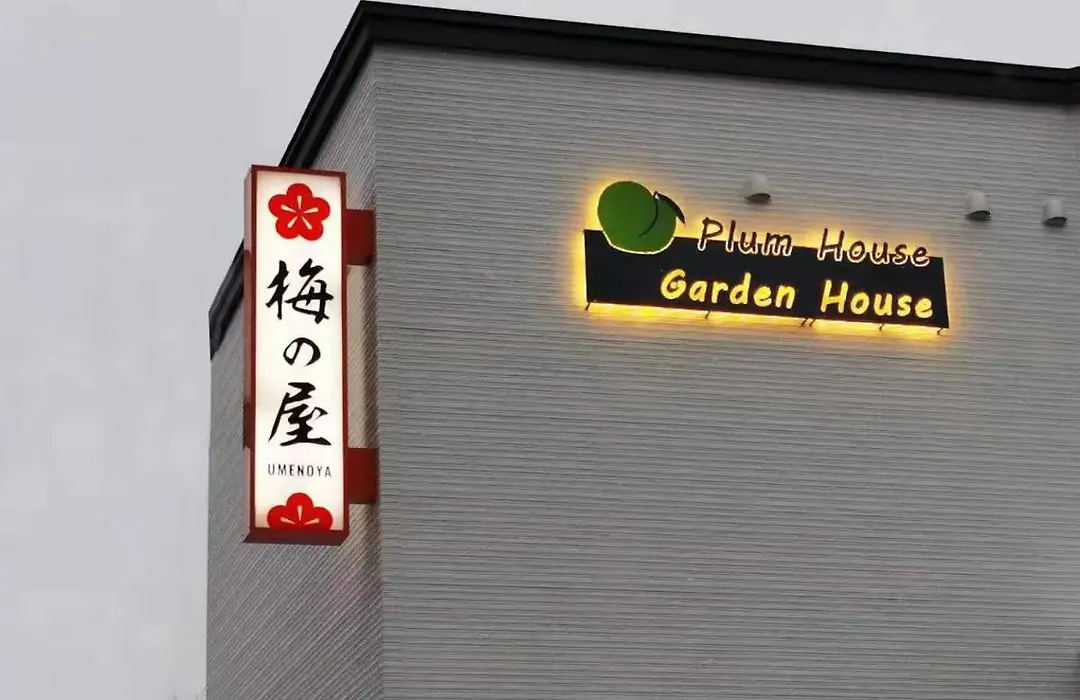 梅の屋
UMENOYA
Plum House
Garden House